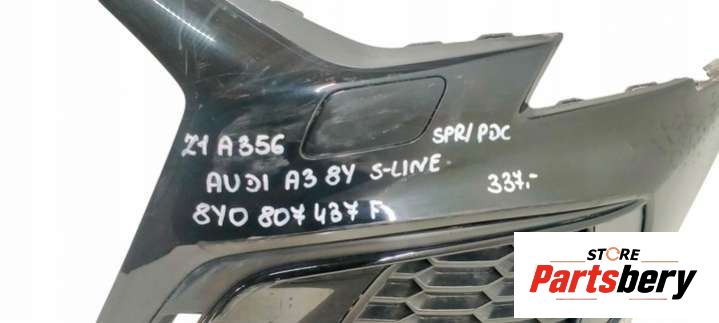 Z1 A356
SPR/PDC
AUDI A3 8Y S-LINE
337,-
8Y0 807 437 F
STORE
Partsbery